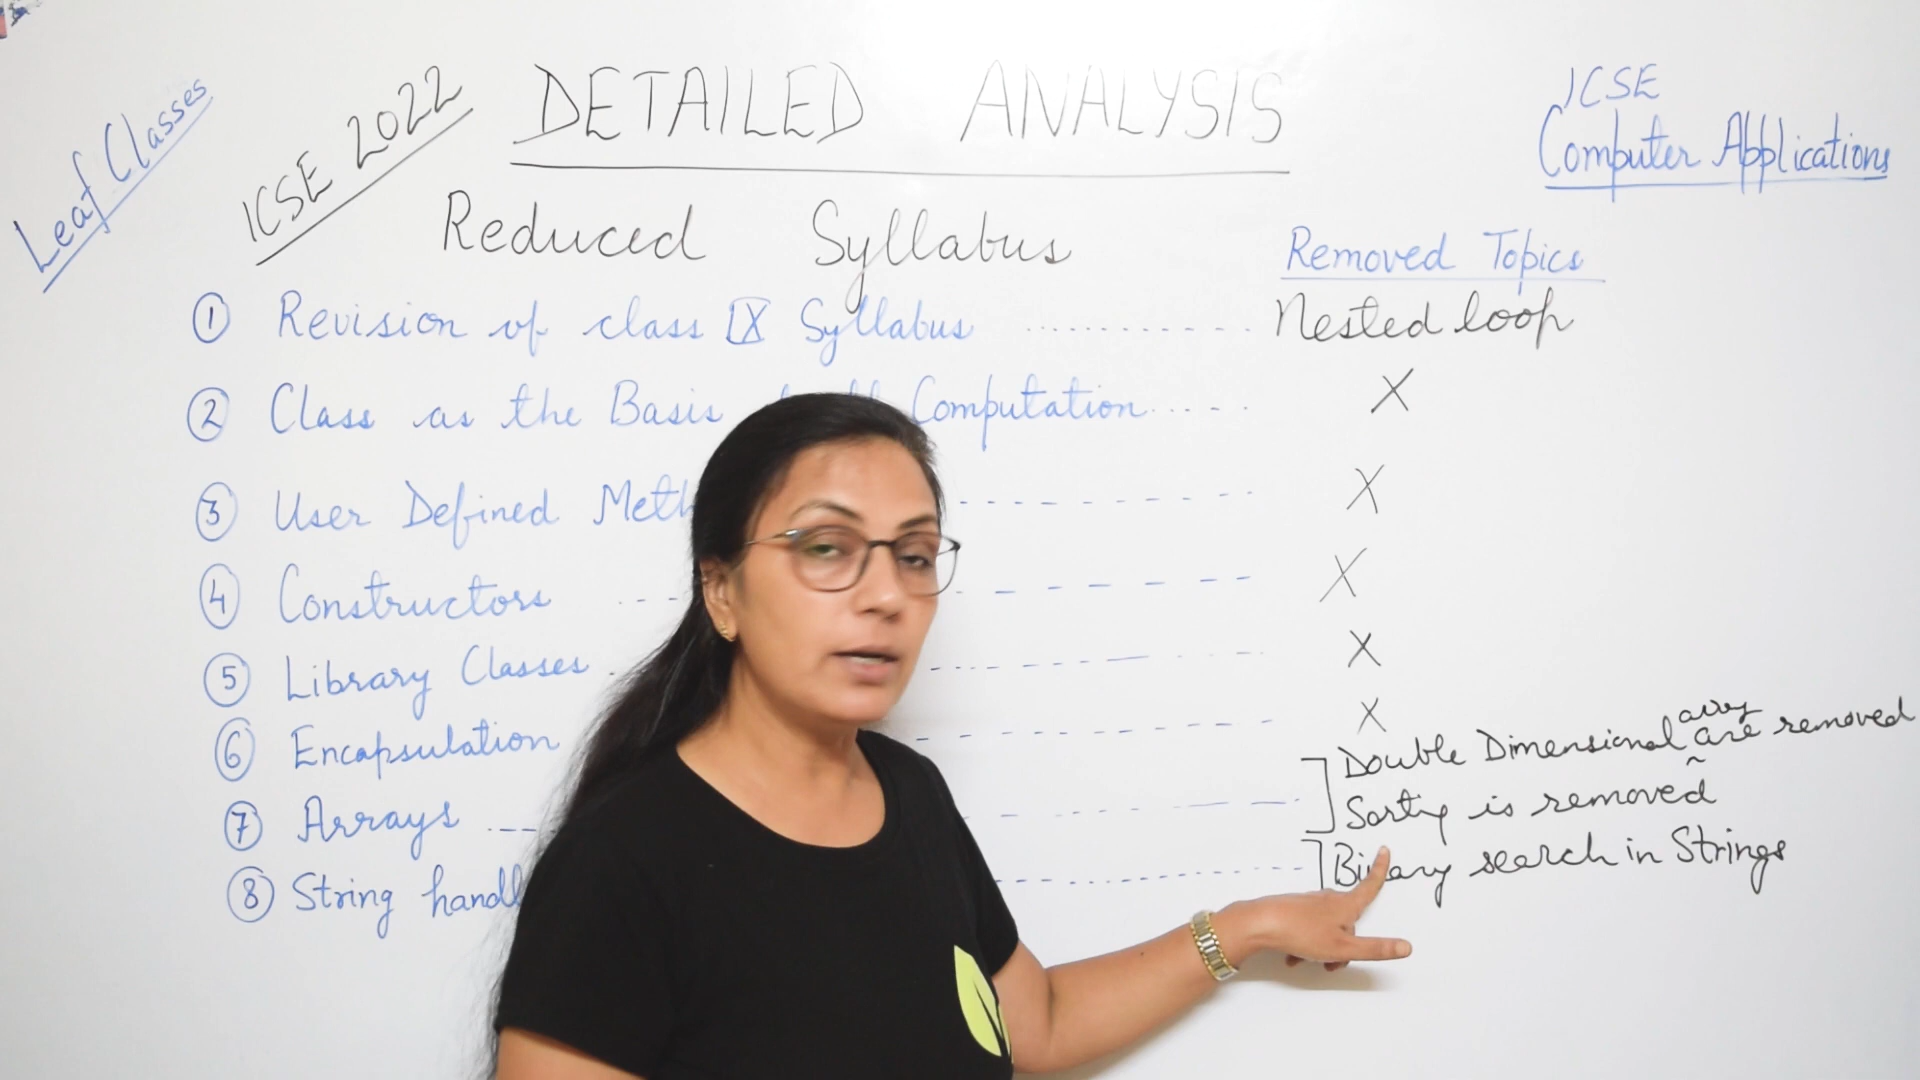 Leaf Classes
ICSE 2022
DETAILED ANALYSIS
ICSE
Computer Applications
Reduced Syllabus
Removed Topics
1 Revision of class IX Syllabus ............ Nested loop
2 Class as the Basis Computation ..... X
3 User Defined Meth ------- X
4 Constructors ------- X
5 Library Classes ------- X
6 Encapsulation ------- X
7 Arrays -------
array
Double Dimensional are removed
Sorting is removed
8 String handl ------- Binary search in Strings